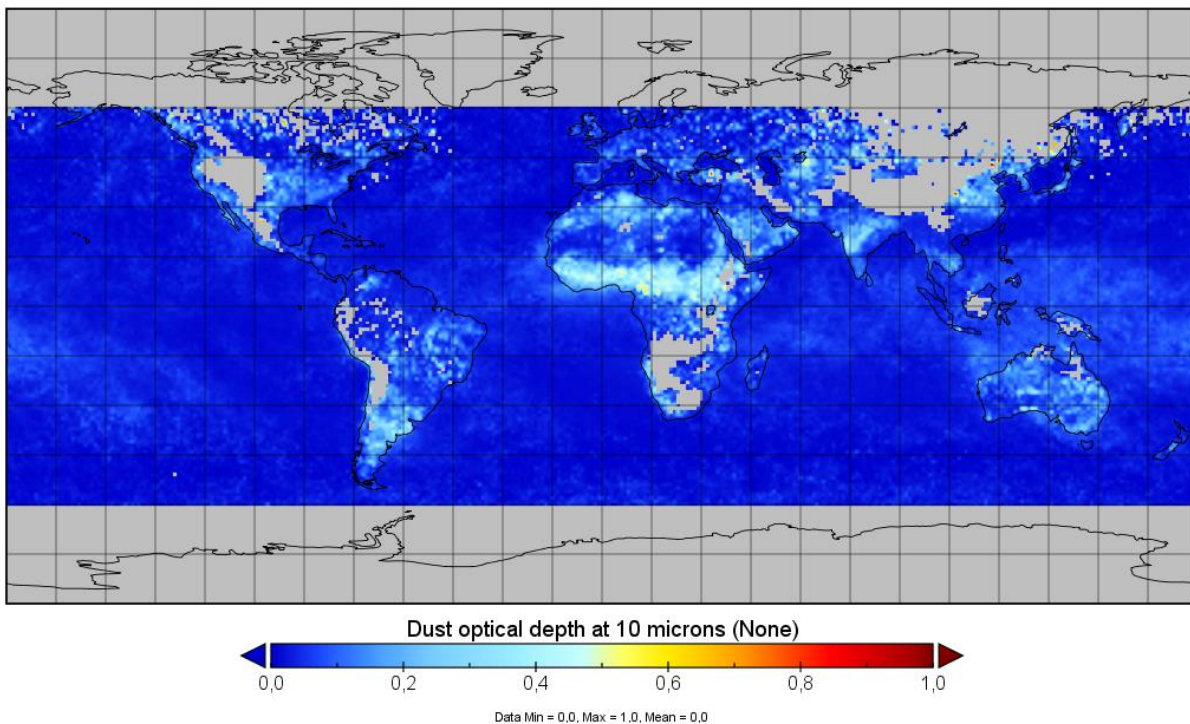 Dust optical depth at 10 microns (None)
0,0 0,2 0,4 0,6 0,8 1,0
Data Min = 0,0, Max = 1,0, Mean = 0,0